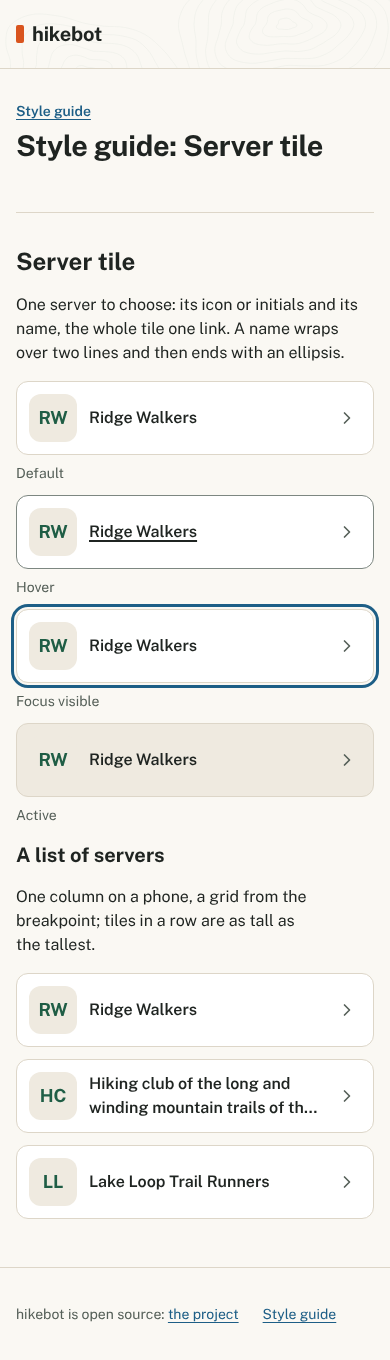 hikebot
Style guide
Style guide: Server tile
Server tile
One server to choose: its icon or initials and its
name, the whole tile one link. A name wraps
over two lines and then ends with an ellipsis.
RW Ridge Walkers
Default
RW Ridge Walkers
Hover
RW Ridge Walkers
Focus visible
RW Ridge Walkers
Active
A list of servers
One column on a phone, a grid from the
breakpoint; tiles in a row are as tall as
the tallest.
RW Ridge Walkers
HC Hiking club of the long and
winding mountain trails of th…
LL Lake Loop Trail Runners
hikebot is open source: the project Style guide